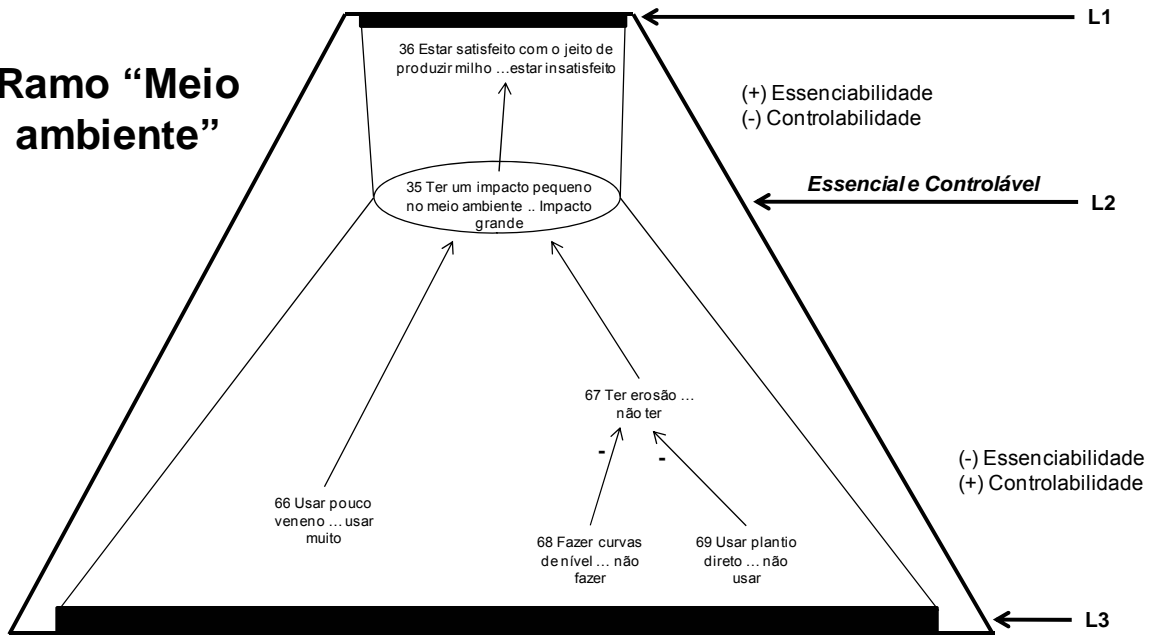 L1
36 Estar satisfeito com o jeito de
produzir milho ...estar insatisfeito
Ramo “Meio
ambiente”
(+) Essenciabilidade
(-) Controlabilidade
Essencial e Controlável
L2
35 Ter um impacto pequeno
no meio ambiente .. Impacto
grande
67 Ter erosão ...
não ter
-
-
(-) Essenciabilidade
(+) Controlabilidade
66 Usar pouco
veneno ... usar
muito
68 Fazer curvas
de nível ... não
fazer
69 Usar plantio
direto ... não
usar
L3